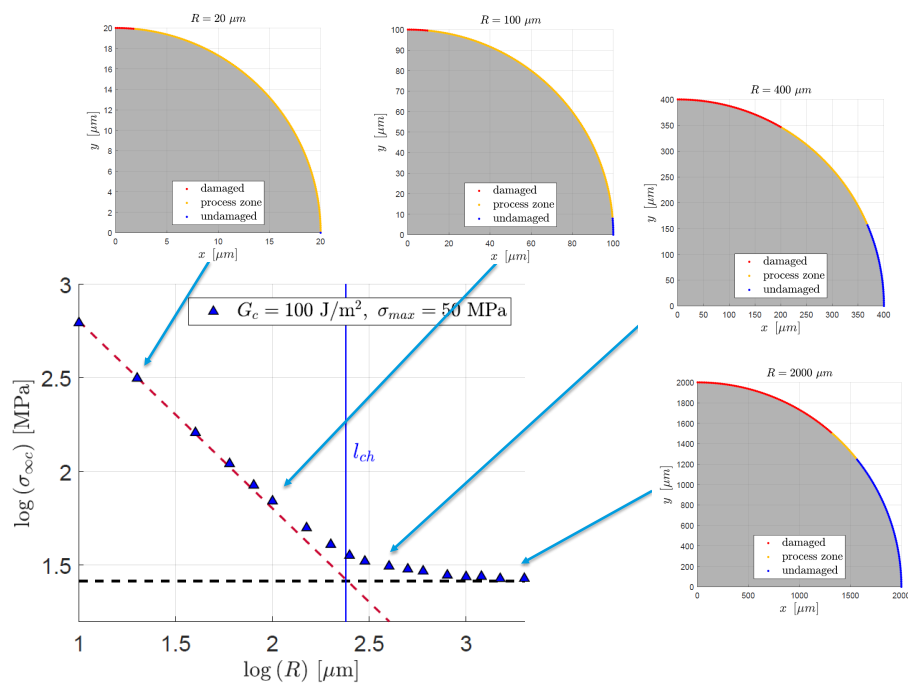 R = 20 μm
20
18
16
14
12
10
8
6
4
2
0
y [μm]
damaged
process zone
undamaged
0 5 10 15 20
x [μm]
R = 100 μm
100
90
80
70
60
50
40
30
20
10
0
y [μm]
damaged
process zone
undamaged
0 20 40 60 80 100
x [μm]
R = 400 μm
400
350
300
250
200
150
100
50
0
y [μm]
damaged
process zone
undamaged
0 50 100 150 200 250 300 350 400
x [μm]
3
2.5
2
1.5
log (σ∞c) [MPa]
G_c = 100 J/m², σ_max = 50 MPa
l_ch
1 1.5 2 2.5 3
log (R) [μm]
R = 2000 μm
2000
1800
1600
1400
1200
1000
800
600
400
200
0
y [μm]
damaged
process zone
undamaged
0 500 1000 1500 2000
x [μm]